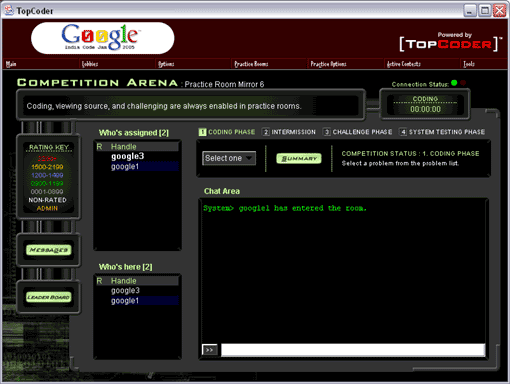 TopCoder
Google
India Code Jam 2005
Powered by
[TOPCODER]
Main Lobbies Options Practice Rooms Practice Options Active Contests Tools
COMPETITION ARENA : Practice Room Mirror 6
Connection Status:
Coding, viewing source, and challenging are always enabled in practice rooms.
CODING
00:00:00
RATING KEY
1500-2199
1200-1499
0900-1199
0001-0899
NON-RATED
ADMIN
MESSAGES
LEADER BOARD
Who's assigned [2]
R Handle
google3
google1
Who's here [2]
R Handle
google3
google1
1 CODING PHASE 2 INTERMISSION 3 CHALLENGE PHASE 4 SYSTEM TESTING PHASE
Select one
SUMMARY
COMPETITION STATUS : 1. CODING PHASE
Select a problem from the problem list.
Chat Area
System> google1 has entered the room.
>>